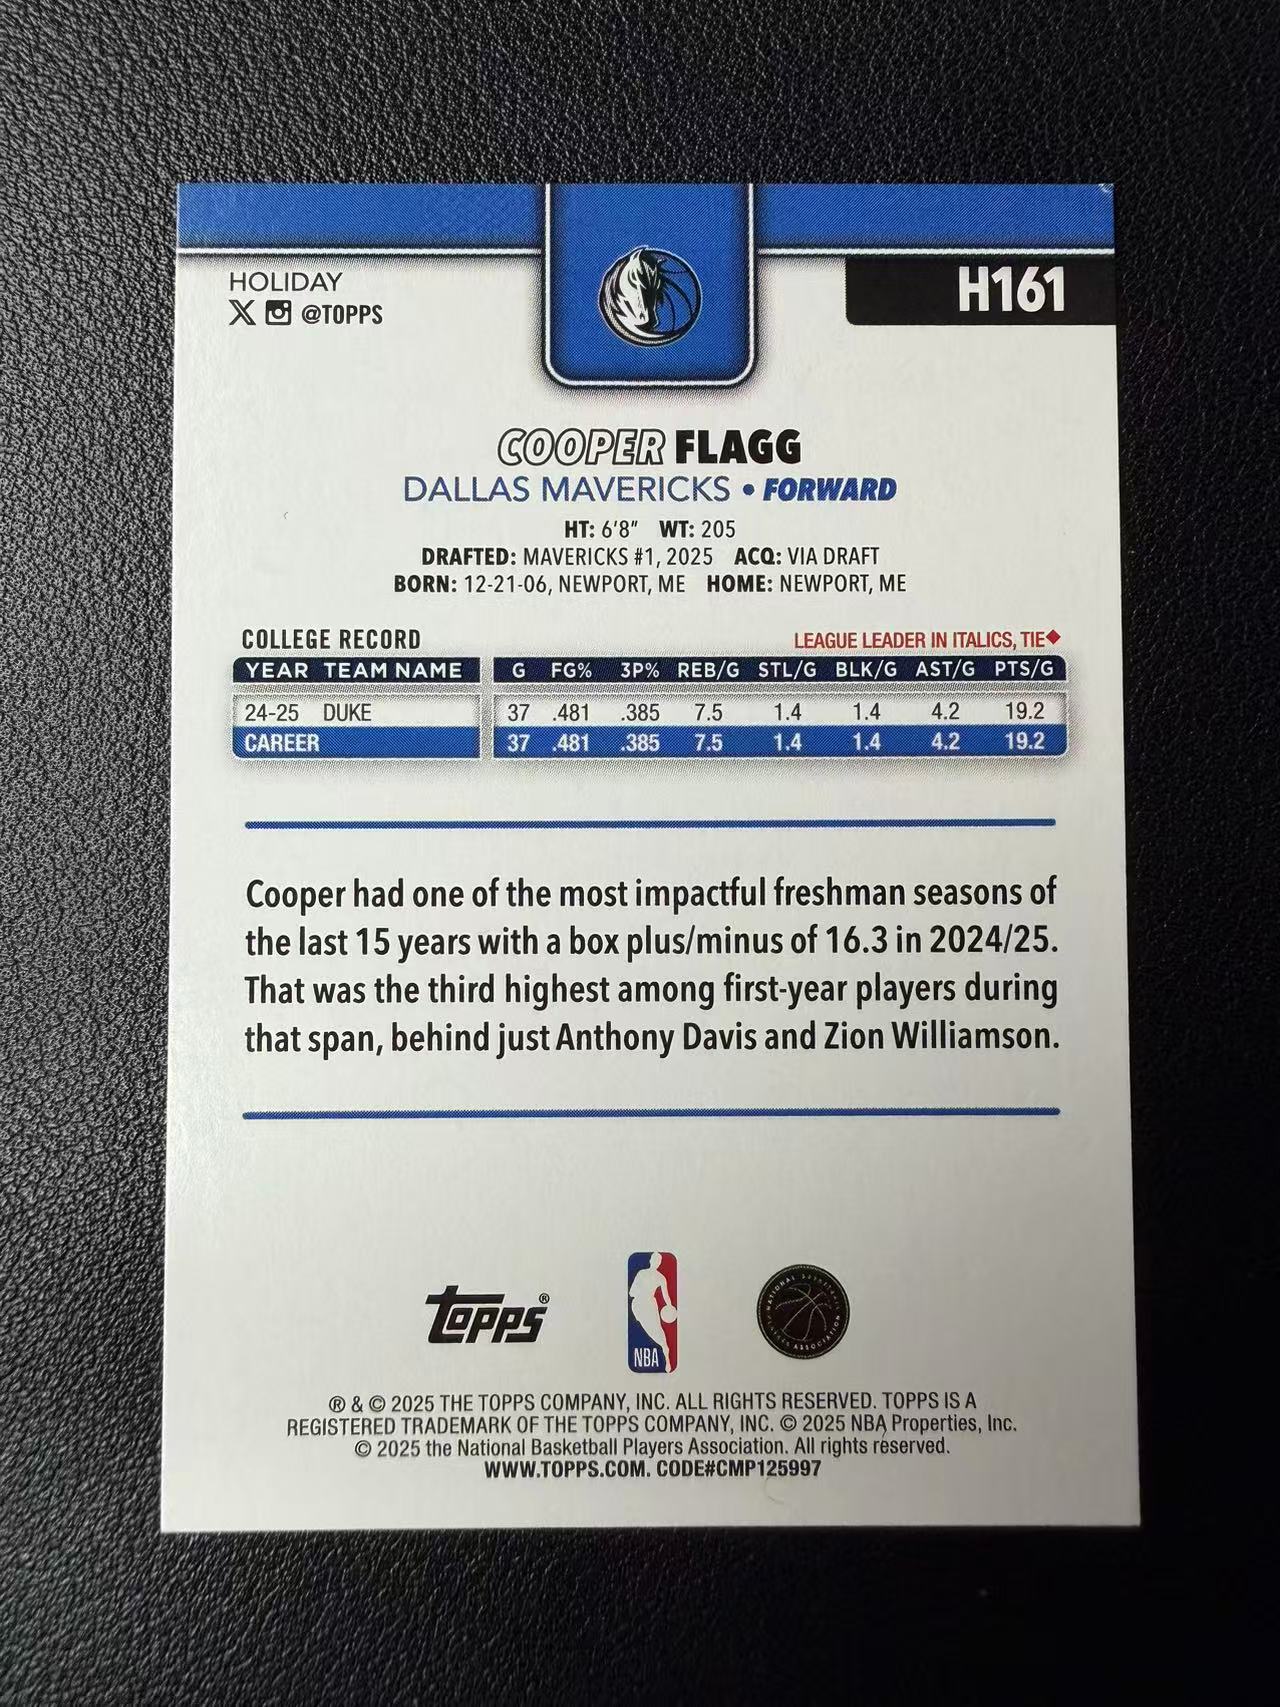 HOLIDAY
X @TOPPS
H161
COOPER FLAGG
DALLAS MAVERICKS • FORWARD
HT: 6'8" WT: 205
DRAFTED: MAVERICKS #1, 2025 ACQ: VIA DRAFT
BORN: 12-21-06, NEWPORT, ME HOME: NEWPORT, ME
COLLEGE RECORD LEAGUE LEADER IN ITALICS, TIE◆
YEAR TEAM NAME G FG% 3P% REB/G STL/G BLK/G AST/G PTS/G
24-25 DUKE 37 .481 .385 7.5 1.4 1.4 4.2 19.2
CAREER 37 .481 .385 7.5 1.4 1.4 4.2 19.2
Cooper had one of the most impactful freshman seasons of
the last 15 years with a box plus/minus of 16.3 in 2024/25.
That was the third highest among first-year players during
that span, behind just Anthony Davis and Zion Williamson.
Topps®
NBA
NATIONAL BASKETBALL
PLAYERS ASSOCIATION
® & © 2025 THE TOPPS COMPANY, INC. ALL RIGHTS RESERVED. TOPPS IS A
REGISTERED TRADEMARK OF THE TOPPS COMPANY, INC. © 2025 NBA Properties, Inc.
© 2025 the National Basketball Players Association. All rights reserved.
WWW.TOPPS.COM. CODE#CMP125997